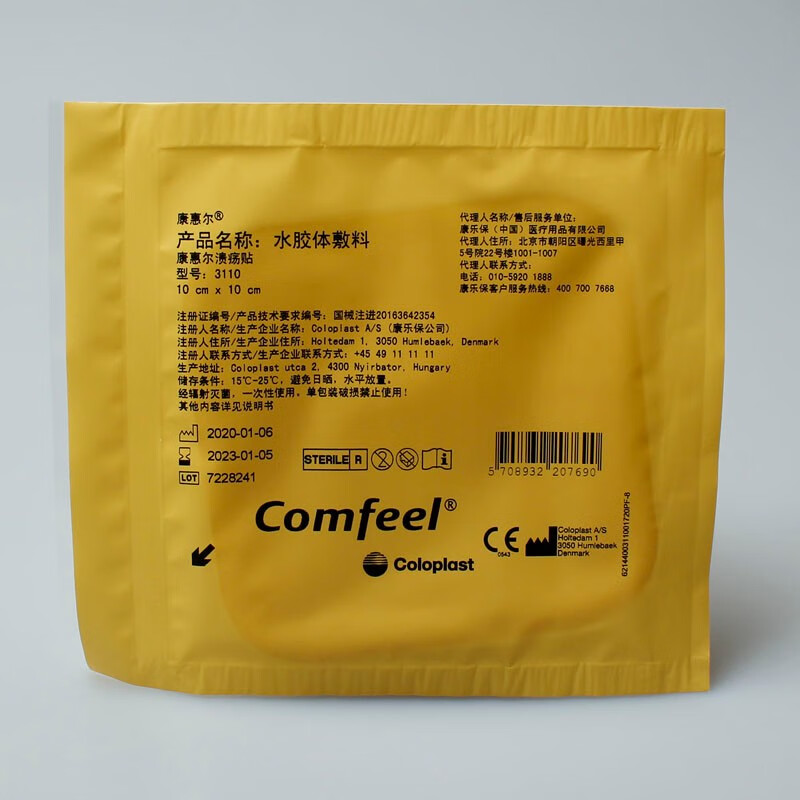 康惠尔®
产品名称：水胶体敷料
康惠尔溃疡贴
型号：3110
10 cm x 10 cm
代理人名称/售后服务单位：
康乐保（中国）医疗用品有限公司
代理人住所：北京市朝阳区曙光西里甲
5号院22号楼1001-1007
代理人联系方式：
电话：010-5920 1888
康乐保客户服务热线：400 700 7668
注册证编号/产品技术要求编号：国械注进20163642354
注册人名称/生产企业名称：Coloplast A/S（康乐保公司）
注册人住所/生产企业住所：Holtedam 1, 3050 Humlebaek, Denmark
注册人联系方式/生产企业联系方式：+45 49 11 11 11
生产地址：Coloplast utca 2, 4300 Nyirbator, Hungary
储存条件：15℃-25℃，避免日晒，水平放置。
经辐射灭菌，一次性使用，单包装破损禁止使用！
其他内容详见说明书
2020-01-06
2023-01-05
LOT 7228241
STERILE R
2
5 708932 207690
Comfeel®
Coloplast
CE
0543
Coloplast A/S
Holtedam 1
3050 Humlebaek
Denmark
6214400311001720PF-8